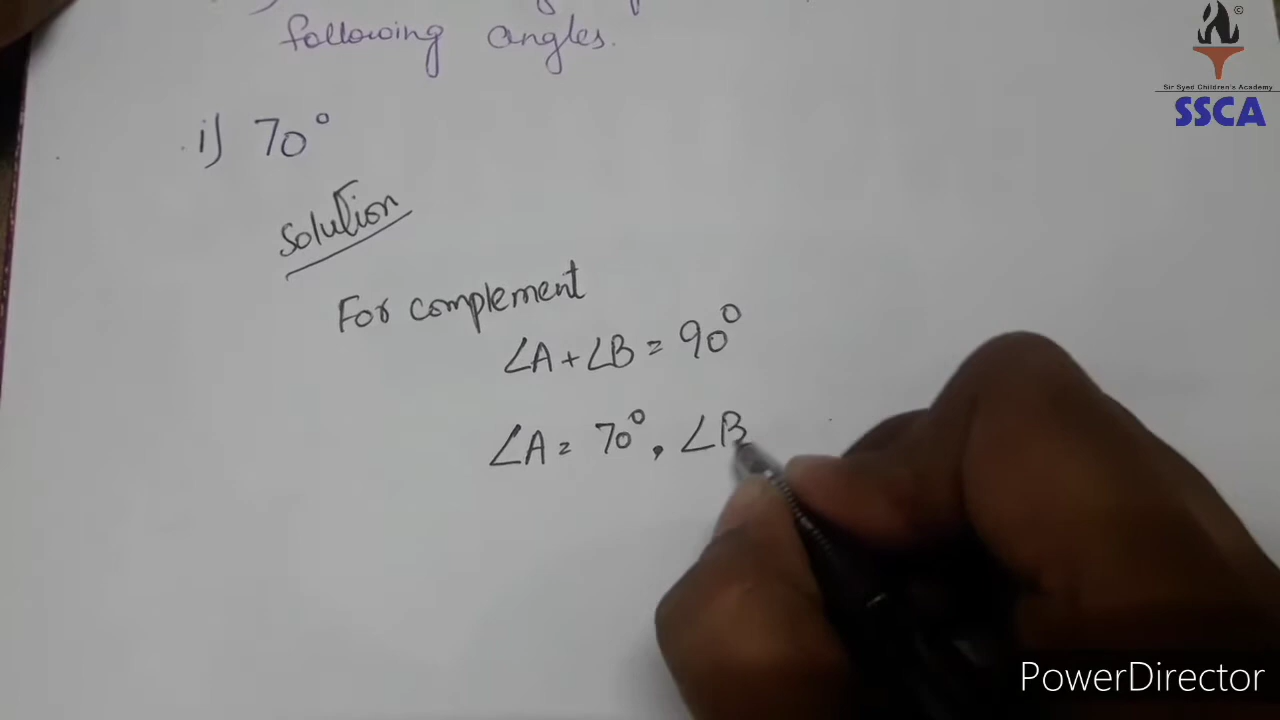 following angles.
i) 70°
Solution
For complement
∠A + ∠B = 90°
∠A = 70°, ∠B
©
Sir Syed Children's Academy
SSCA
PowerDirector